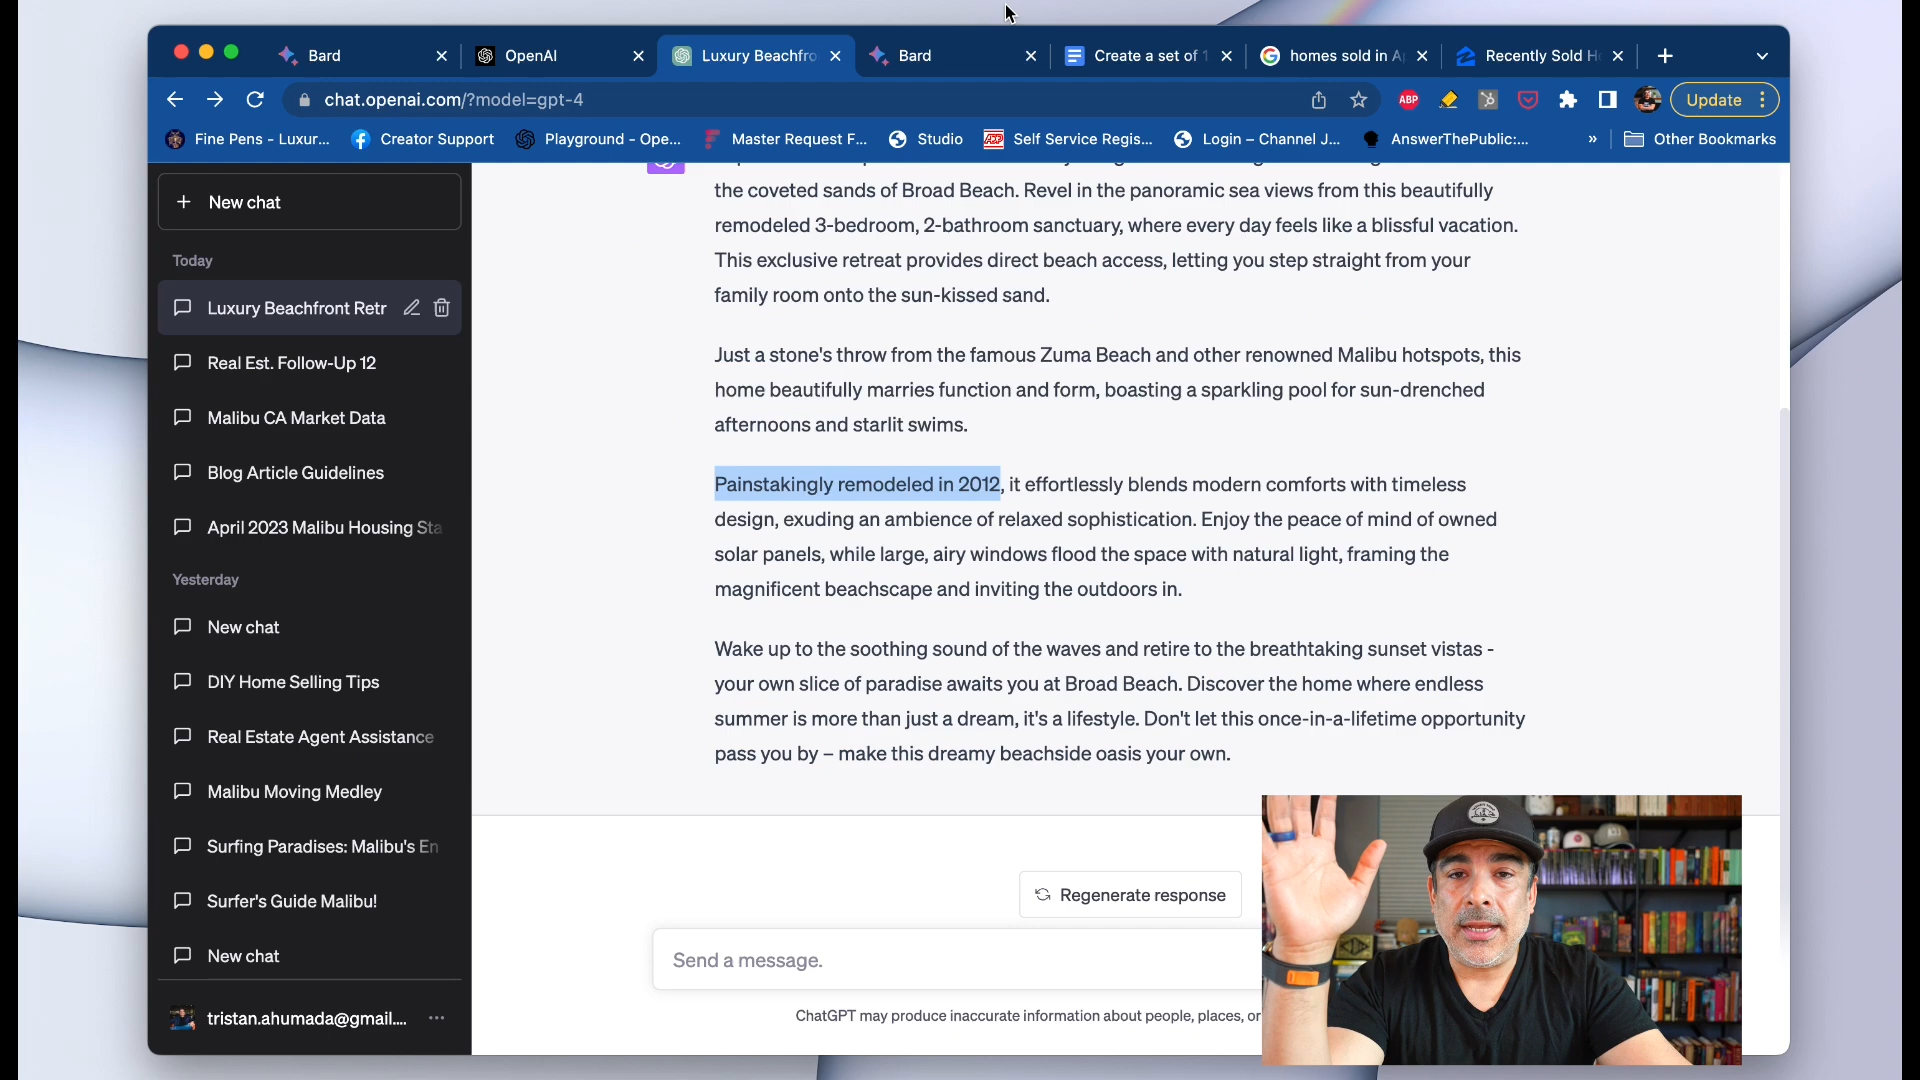 Bard
OpenAI
Luxury Beachfro
Bard
Create a set of 1
homes sold in A
Recently Sold H
chat.openai.com/?model=gpt-4
ABP
Update
Fine Pens - Luxur...
Creator Support
Playground - Ope...
Master Request F...
Studio
ADP
Self Service Regis...
Login – Channel J...
AnswerThePublic:...
»
Other Bookmarks
+ New chat
Today
Luxury Beachfront Retr
Real Est. Follow-Up 12
Malibu CA Market Data
Blog Article Guidelines
April 2023 Malibu Housing Sta
Yesterday
New chat
DIY Home Selling Tips
Real Estate Agent Assistance
Malibu Moving Medley
Surfing Paradises: Malibu's En
Surfer's Guide Malibu!
New chat
tristan.ahumada@gmail....
the coveted sands of Broad Beach. Revel in the panoramic sea views from this beautifully
remodeled 3-bedroom, 2-bathroom sanctuary, where every day feels like a blissful vacation.
This exclusive retreat provides direct beach access, letting you step straight from your
family room onto the sun-kissed sand.
Just a stone's throw from the famous Zuma Beach and other renowned Malibu hotspots, this
home beautifully marries function and form, boasting a sparkling pool for sun-drenched
afternoons and starlit swims.
Painstakingly remodeled in 2012, it effortlessly blends modern comforts with timeless
design, exuding an ambience of relaxed sophistication. Enjoy the peace of mind of owned
solar panels, while large, airy windows flood the space with natural light, framing the
magnificent beachscape and inviting the outdoors in.
Wake up to the soothing sound of the waves and retire to the breathtaking sunset vistas -
your own slice of paradise awaits you at Broad Beach. Discover the home where endless
summer is more than just a dream, it's a lifestyle. Don't let this once-in-a-lifetime opportunity
pass you by – make this dreamy beachside oasis your own.
Regenerate response
Send a message.
ChatGPT may produce inaccurate information about people, places, or